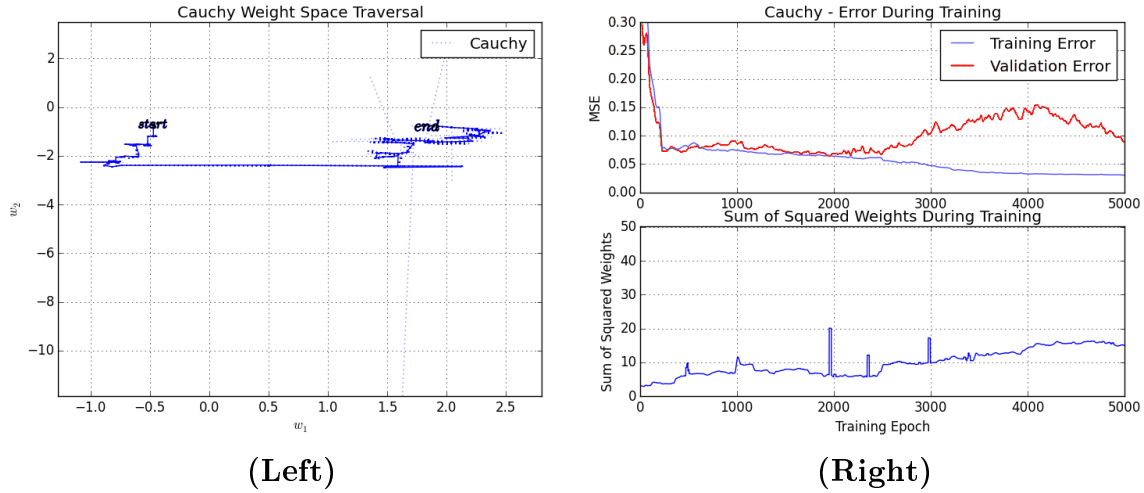 Cauchy Weight Space Traversal
Cauchy
start
end
2
0
−2
−4
−6
−8
−10
w2
−1.0 −0.5 0.0 0.5 1.0 1.5 2.0 2.5
w1
(Left)
Cauchy - Error During Training
Training Error
Validation Error
0.30
0.25
0.20
0.15
0.10
0.05
0.00
MSE
0 1000 2000 3000 4000 5000
Sum of Squared Weights During Training
50
40
30
20
10
0
Sum of Squared Weights
0 1000 2000 3000 4000 5000
Training Epoch
(Right)